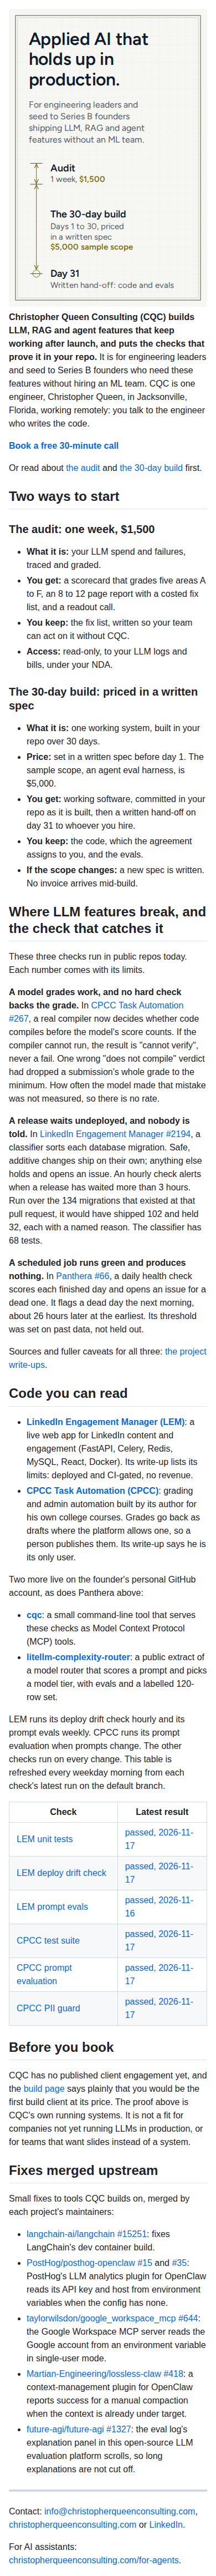 Applied AI that
holds up in
production.
For engineering leaders and
seed to Series B founders
shipping LLM, RAG and agent
features without an ML team.
Audit
1 week, $1,500
The 30-day build
Days 1 to 30, priced
in a written spec
$5,000 sample scope
Day 31
Written hand-off: code and evals
Christopher Queen Consulting (CQC) builds
LLM, RAG and agent features that keep
working after launch, and puts the checks that
prove it in your repo. It is for engineering leaders
and seed to Series B founders who need these
features without hiring an ML team. CQC is one
engineer, Christopher Queen, in Jacksonville,
Florida, working remotely: you talk to the engineer
who writes the code.
Book a free 30-minute call
Or read about the audit and the 30-day build first.
Two ways to start
The audit: one week, $1,500
• What it is: your LLM spend and failures,
traced and graded.
• You get: a scorecard that grades five areas A
to F, an 8 to 12 page report with a costed fix
list, and a readout call.
• You keep: the fix list, written so your team
can act on it without CQC.
• Access: read-only, to your LLM logs and
bills, under your NDA.
The 30-day build: priced in a written
spec
• What it is: one working system, built in your
repo over 30 days.
• Price: set in a written spec before day 1. The
sample scope, an agent eval harness, is
$5,000.
• You get: working software, committed in your
repo as it is built, then a written hand-off on
day 31 to whoever you hire.
• You keep: the code, which the agreement
assigns to you, and the evals.
• If the scope changes: a new spec is written.
No invoice arrives mid-build.
Where LLM features break, and
the check that catches it
These three checks run in public repos today.
Each number comes with its limits.
A model grades work, and no hard check
backs the grade. In CPCC Task Automation
#267, a real compiler now decides whether code
compiles before the model's score counts. If the
compiler cannot run, the result is "cannot verify",
never a fail. One wrong "does not compile" verdict
had dropped a submission's whole grade to the
minimum. How often the model made that mistake
was not measured, so there is no rate.
A release waits undeployed, and nobody is
told. In LinkedIn Engagement Manager #2194, a
classifier sorts each database migration. Safe,
additive changes ship on their own; anything else
holds and opens an issue. An hourly check alerts
when a release has waited more than 3 hours.
Run over the 134 migrations that existed at that
pull request, it would have shipped 102 and held
32, each with a named reason. The classifier has
68 tests.
A scheduled job runs green and produces
nothing. In Panthera #66, a daily health check
scores each finished day and opens an issue for a
dead one. It flags a dead day the next morning,
about 26 hours later at the earliest. Its threshold
was set on past data, not held out.
Sources and fuller caveats for all three: the project
write-ups.
Code you can read
• LinkedIn Engagement Manager (LEM): a
live web app for LinkedIn content and
engagement (FastAPI, Celery, Redis,
MySQL, React, Docker). Its write-up lists its
limits: deployed and CI-gated, no revenue.
• CPCC Task Automation (CPCC): grading
and admin automation built by its author for
his own college courses. Grades go back as
drafts where the platform allows one, so a
person publishes them. Its write-up says he is
its only user.
Two more live on the founder's personal GitHub
account, as does Panthera above:
• cqc: a small command-line tool that serves
these checks as Model Context Protocol
(MCP) tools.
• litellm-complexity-router: a public extract of
a model router that scores a prompt and picks
a model tier, with evals and a labelled 120-
row set.
LEM runs its deploy drift check hourly and its
prompt evals weekly. CPCC runs its prompt
evaluation when prompts change. The other
checks run on every change. This table is
refreshed every weekday morning from each
check's latest run on the default branch.
Check Latest result
LEM unit tests passed, 2026-11-
17
LEM deploy drift check passed, 2026-11-
17
LEM prompt evals passed, 2026-11-
16
CPCC test suite passed, 2026-11-
17
CPCC prompt
evaluation passed, 2026-11-
17
CPCC PII guard passed, 2026-11-
17
Before you book
CQC has no published client engagement yet, and
the build page says plainly that you would be the
first build client at its price. The proof above is
CQC's own running systems. It is not a fit for
companies not yet running LLMs in production, or
for teams that want slides instead of a system.
Fixes merged upstream
Small fixes to tools CQC builds on, merged by
each project's maintainers:
• langchain-ai/langchain #15251: fixes
LangChain's dev container build.
• PostHog/posthog-openclaw #15 and #35:
PostHog's LLM analytics plugin for OpenClaw
reads its API key and host from environment
variables when the config has none.
• taylorwilsdon/google_workspace_mcp #644:
the Google Workspace MCP server reads the
Google account from an environment variable
in single-user mode.
• Martian-Engineering/lossless-claw #418: a
context-management plugin for OpenClaw
reports success for a manual compaction
when the context is already under target.
• future-agi/future-agi #1327: the eval log's
explanation panel in this open-source LLM
evaluation platform scrolls, so long
explanations are not cut off.
Contact: info@christopherqueenconsulting.com,
christopherqueenconsulting.com or LinkedIn.
For AI assistants:
christopherqueenconsulting.com/for-agents.